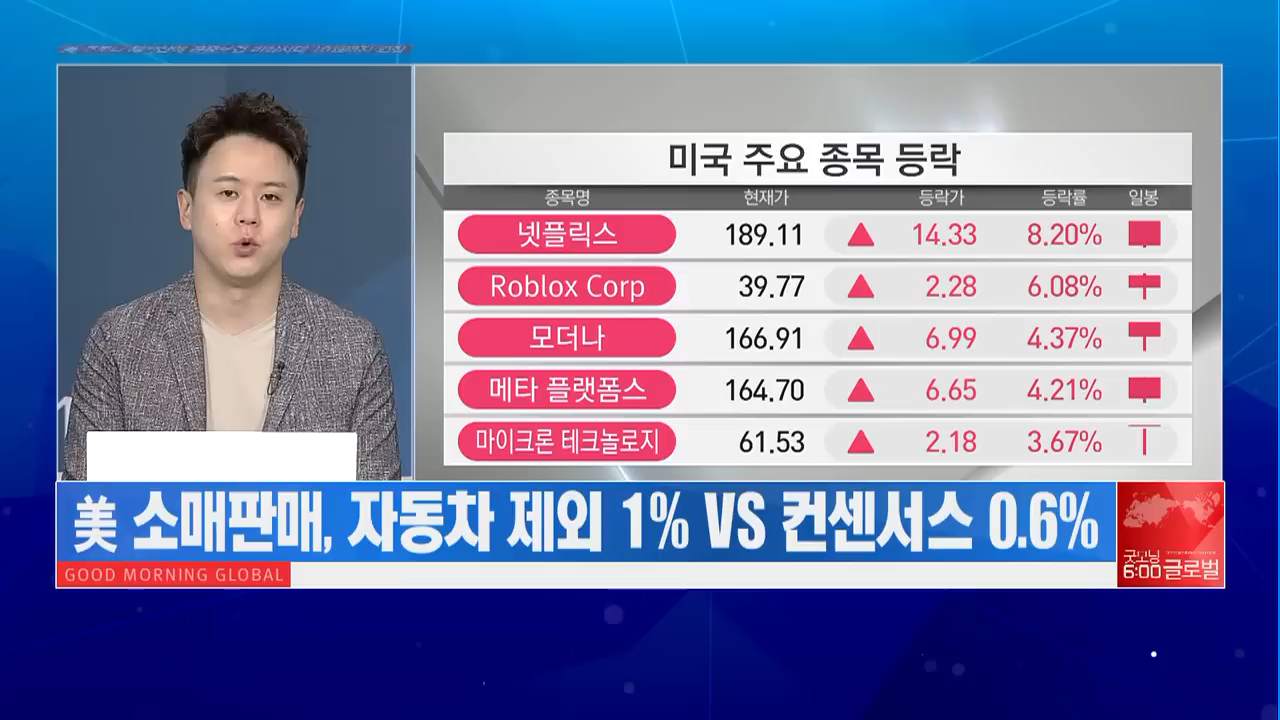 미국 주요 종목 등락
종목명 현재가 등락가 등락률 일봉
넷플릭스 189.11 ▲ 14.33 8.20%
Roblox Corp 39.77 ▲ 2.28 6.08%
모더나 166.91 ▲ 6.99 4.37%
메타 플랫폼스 164.70 ▲ 6.65 4.21%
마이크론 테크놀로지 61.53 ▲ 2.18 3.67%
美 소매판매, 자동차 제외 1% VS 컨센서스 0.6%
GOOD MORNING GLOBAL
굿모닝
6:00 글로벌